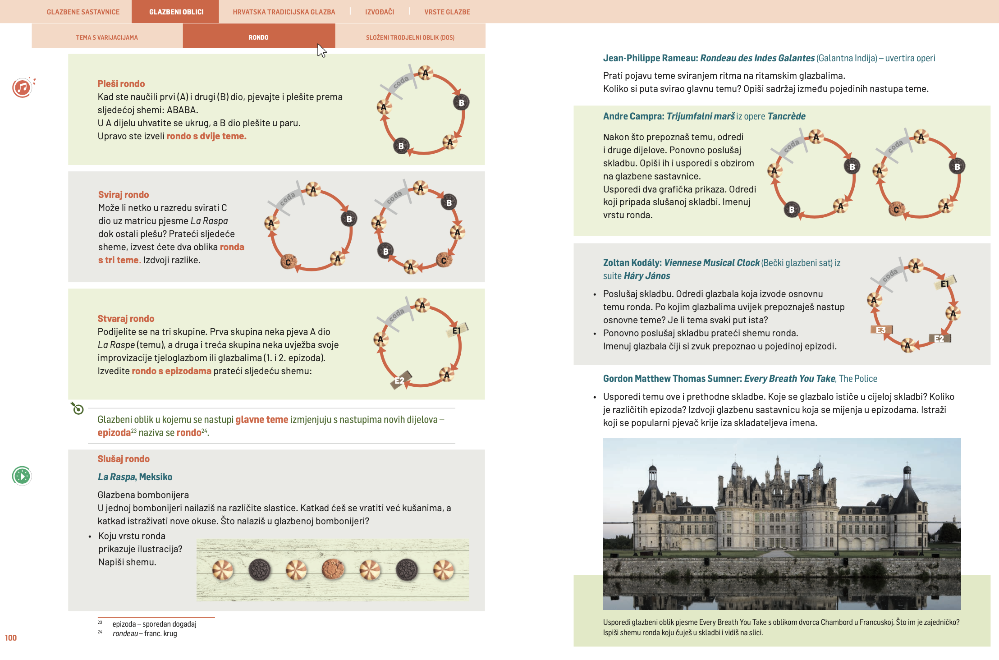 GLAZBENE SASTAVNICE
GLAZBENI OBLICI
HRVATSKA TRADICIJSKA GLAZBA
IZVOĐAČI
VRSTE GLAZBE
TEMA S VARIJACIJAMA
RONDO
SLOŽENI TRODJELNI OBLIK (DOS)
Pleši rondo
Kad ste naučili prvi (A) i drugi (B) dio, pjevajte i plešite prema
sljedećoj shemi: ABABA.
U A dijelu uhvatite se ukrug, a B dio plešite u paru.
Upravo ste izveli rondo s dvije teme.
coda
A
B
A
B
A
Sviraj rondo
Može li netko u razredu svirati C
dio uz matricu pjesme La Raspa
dok ostali plešu? Prateći sljedeće
sheme, izvest ćete dva oblika ronda
s tri teme. Izdvoji razlike.
coda
A
B
A
C
A
coda
A
B
A
C
A
B
A
Stvaraj rondo
Podijelite se na tri skupine. Prva skupina neka pjeva A dio
La Raspe (temu), a druga i treća skupina neka uvježba svoje
improvizacije tjeloglazbom ili glazbalima (1. i 2. epizoda).
Izvedite rondo s epizodama prateći sljedeću shemu:
coda
A
E1
A
E2
A
Glazbeni oblik u kojemu se nastupi glavne teme izmjenjuju s nastupima novih dijelova –
epizoda23 naziva se rondo24.
Slušaj rondo
La Raspa, Meksiko
Glazbena bombonijera
U jednoj bombonijeri nailaziš na različite slastice. Katkad ćeš se vratiti već kušanima, a
katkad istraživati nove okuse. Što nalaziš u glazbenoj bombonijeri?
• Koju vrstu ronda
prikazuje ilustracija?
Napiši shemu.
23 epizoda – sporedan događaj
24 rondeau – franc. krug
100
Jean-Philippe Rameau: Rondeau des Indes Galantes (Galantna Indija) – uvertira operi
Prati pojavu teme sviranjem ritma na ritamskim glazbalima.
Koliko si puta svirao glavnu temu? Opiši sadržaj između pojedinih nastupa teme.
Andre Campra: Trijumfalni marš iz opere Tancrède
Nakon što prepoznaš temu, odredi
i druge dijelove. Ponovno poslušaj
skladbu. Opiši ih i usporedi s obzirom
na glazbene sastavnice.
Usporedi dva grafička prikaza. Odredi
koji pripada slušanoj skladbi. Imenuj
vrstu ronda.
coda
A
B
A
B
A
coda
A
B
A
C
A
Zoltan Kodály: Viennese Musical Clock (Bečki glazbeni sat) iz
suite Háry János
• Poslušaj skladbu. Odredi glazbala koja izvode osnovnu
temu ronda. Po kojim glazbalima uvijek prepoznaješ nastup
osnovne teme? Je li tema svaki put ista?
• Ponovno poslušaj skladbu prateći shemu ronda.
Imenuj glazbala čiji si zvuk prepoznao u pojedinoj epizodi.
coda
A
E1
A
E2
A
E3
A
Gordon Matthew Thomas Sumner: Every Breath You Take, The Police
• Usporedi temu ove i prethodne skladbe. Koje se glazbalo ističe u cijeloj skladbi? Koliko
je različitih epizoda? Izdvoji glazbenu sastavnicu koja se mijenja u epizodama. Istraži
koji se popularni pjevač krije iza skladateljeva imena.
Usporedi glazbeni oblik pjesme Every Breath You Take s oblikom dvorca Chambord u Francuskoj. Što im je zajedničko?
Ispiši shemu ronda koju čuješ u skladbi i vidiš na slici.